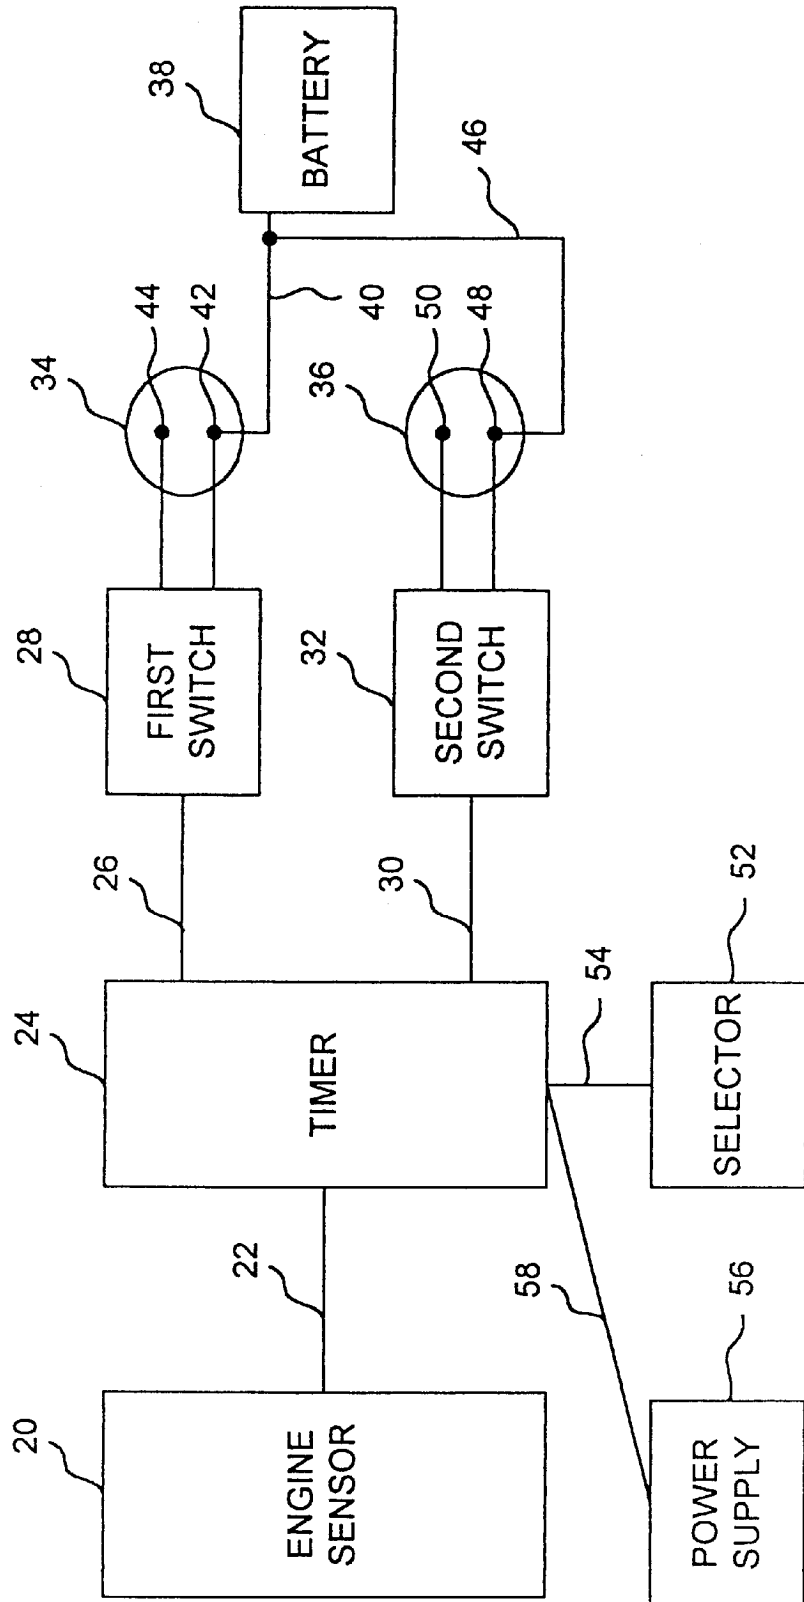 20
ENGINE
SENSOR
22
24
TIMER
26
28
FIRST
SWITCH
30
32
SECOND
SWITCH
34
44
42
36
50
48
38
BATTERY
40
46
52
SELECTOR
54
56
POWER
SUPPLY
58